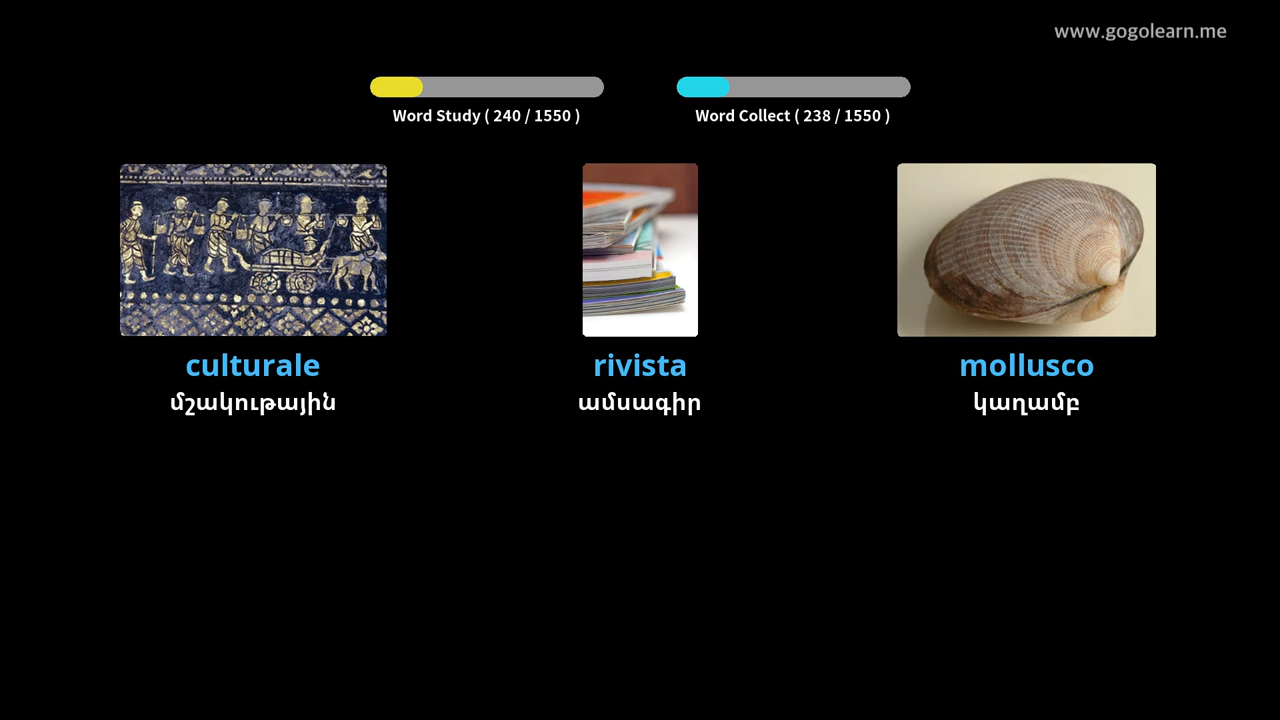 www.gogolearn.me
Word Study ( 240 / 1550 )
Word Collect ( 238 / 1550 )
culturale
մշակութային
rivista
ամսագիր
mollusco
կաղամբ